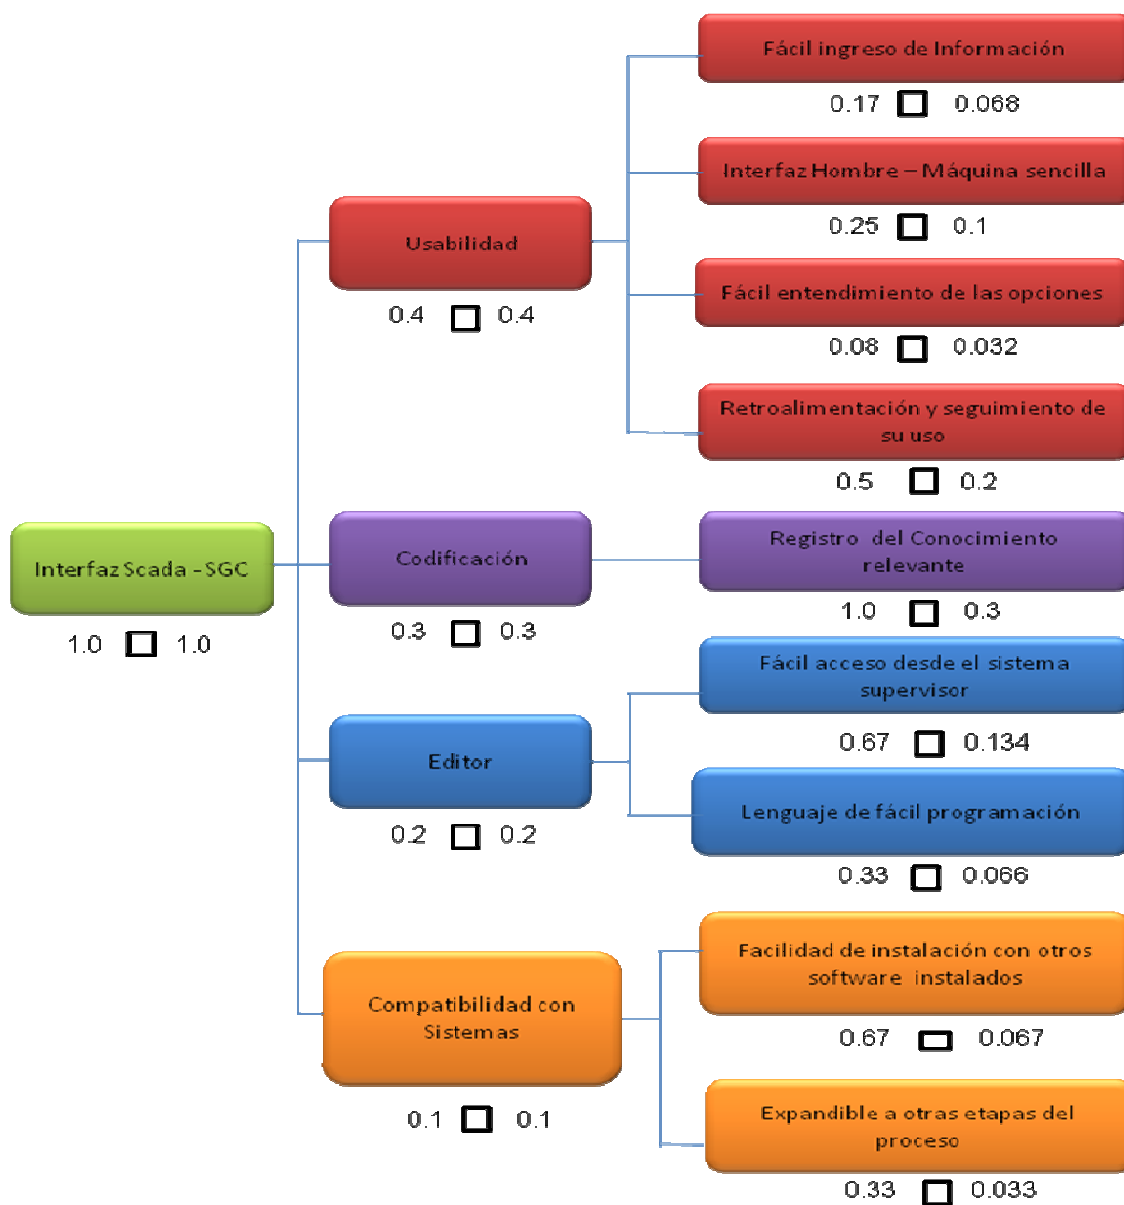 Fácil ingreso de Información
0.17 0.068
Interfaz Hombre – Máquina sencilla
0.25 0.1
Usabilidad
0.4 0.4
Fácil entendimiento de las opciones
0.08 0.032
Retroalimentación y seguimiento de
su uso
0.5 0.2
Interfaz Scada - SGC
1.0 1.0
Codificación
0.3 0.3
Registro del Conocimiento
relevante
1.0 0.3
Fácil acceso desde el sistema
supervisor
0.67 0.134
Editor
0.2 0.2
Lenguaje de fácil programación
0.33 0.066
Facilidad de instalación con otros
software instalados
0.67 0.067
Compatibilidad con
Sistemas
0.1 0.1
Expandible a otras etapas del
proceso
0.33 0.033